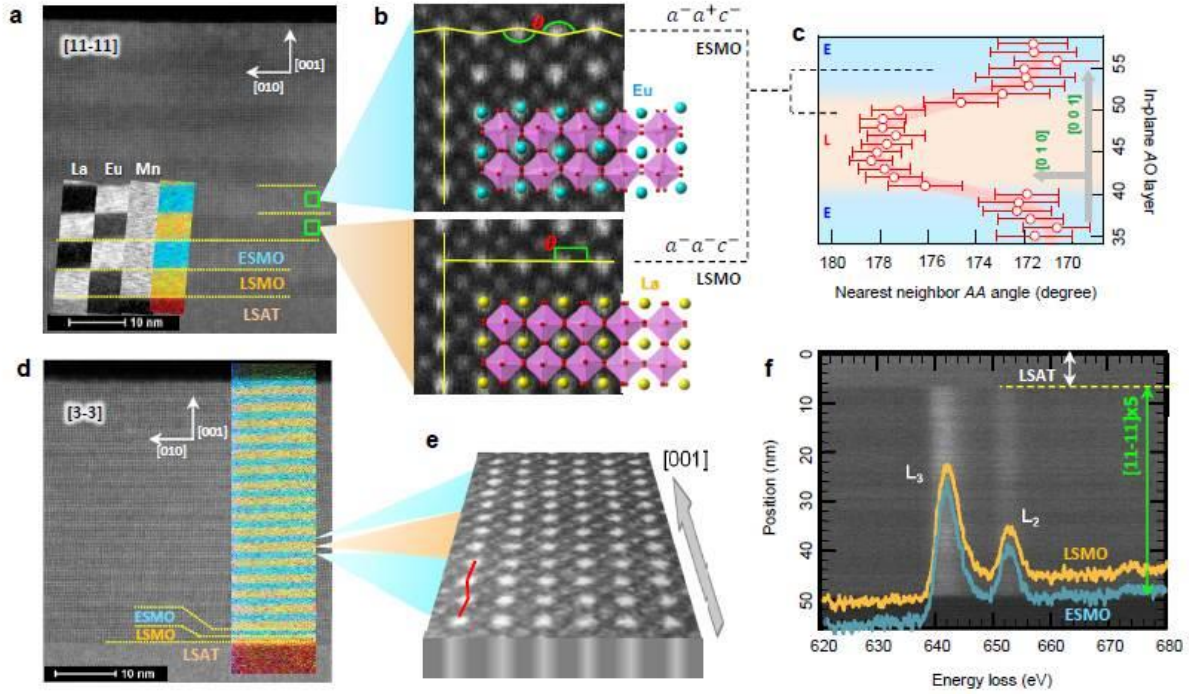 a
[11-11]
[001]
[010]
La Eu Mn
ESMO
LSMO
LSAT
10 nm
b
θ
a⁻a⁺c⁻
ESMO
Eu
θ
a⁻a⁻c⁻
LSMO
La
c
E
L
E
[0 0 1]
[0 1 0]
55
50
45
40
35
In-plane AO layer
180 178 176 174 172 170
Nearest neighbor AA angle (degree)
d
[3-3]
[001]
[010]
ESMO
LSMO
LSAT
10 nm
e
[001]
f
0
10
20
30
40
50
Position (nm)
LSAT
[11-11]x5
L₃
L₂
LSMO
ESMO
620 630 640 650 660 670 680
Energy loss (eV)